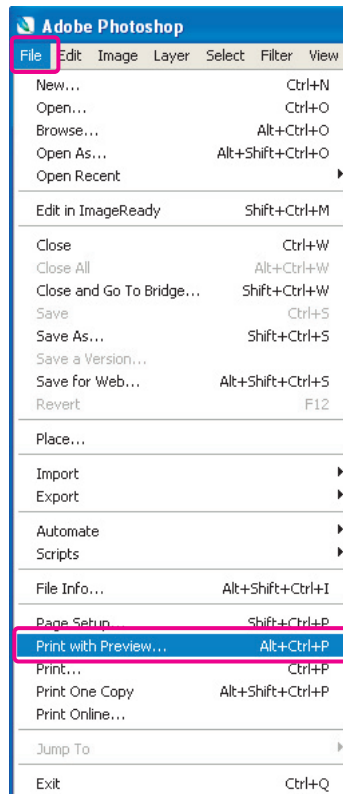 Adobe Photoshop
File Edit Image Layer Select Filter View
New... Ctrl+N
Open... Ctrl+O
Browse... Alt+Ctrl+O
Open As... Alt+Shift+Ctrl+O
Open Recent
Edit in ImageReady Shift+Ctrl+M
Close Ctrl+W
Close All Alt+Ctrl+W
Close and Go To Bridge... Shift+Ctrl+W
Save Ctrl+S
Save As... Shift+Ctrl+S
Save a Version...
Save for Web... Alt+Shift+Ctrl+S
Revert F12
Place...
Import
Export
Automate
Scripts
File Info... Alt+Shift+Ctrl+I
Page Setup... Shift+Ctrl+P
Print with Preview... Alt+Ctrl+P
Print... Ctrl+P
Print One Copy Alt+Shift+Ctrl+P
Print Online...
Jump To
Exit Ctrl+Q